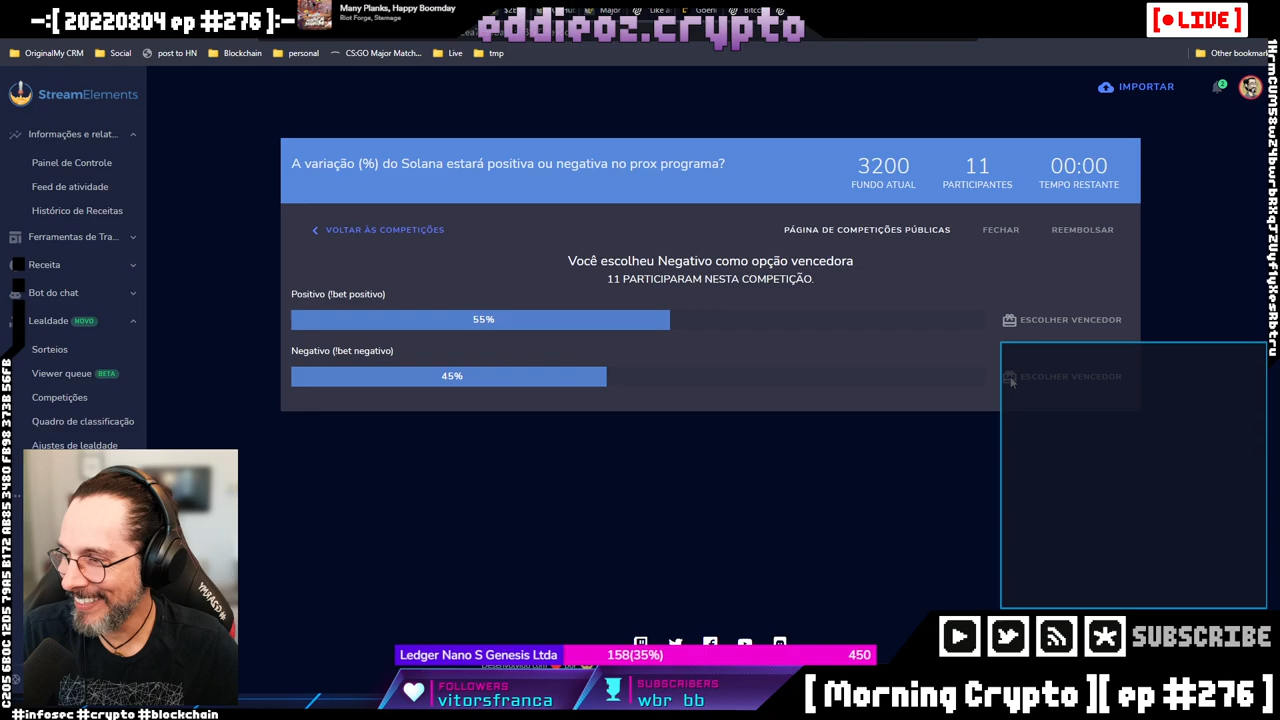 -:[ 20220804 ep #276 ]:-
Many Planks, Happy Boomday
Riot Forge, Stemage
eddieoz.crypto
[● LIVE]
OriginalMy CRM
Social
post to HN
Blockchain
personal
CS:GO Major Match...
Live
tmp
Other bookmar
StreamElements
IMPORTAR
2
Informações e relat...
Painel de Controle
Feed de atividade
Histórico de Receitas
Ferramentas de Tra...
Receita
Bot do chat
Lealdade NOVO
Sorteios
Viewer queue BETA
Competições
Quadro de classificação
Ajustes de lealdade
A variação (%) do Solana estará positiva ou negativa no prox programa?
3200
FUNDO ATUAL
11
PARTICIPANTES
00:00
TEMPO RESTANTE
VOLTAR ÀS COMPETIÇÕES
PÁGINA DE COMPETIÇÕES PÚBLICAS
FECHAR
REEMBOLSAR
Você escolheu Negativo como opção vencedora
11 PARTICIPARAM NESTA COMPETIÇÃO.
Positivo (!bet positivo)
55%
ESCOLHER VENCEDOR
Negativo (!bet negativo)
45%
ESCOLHER VENCEDOR
Ledger Nano S Genesis Ltda
158(35%)
450
FOLLOWERS
vitorsfranca
SUBSCRIBERS
wbr_bb
SUBSCRIBE
[ Morning Crypto ][ ep #276 ]
#infosec #crypto #blockchain